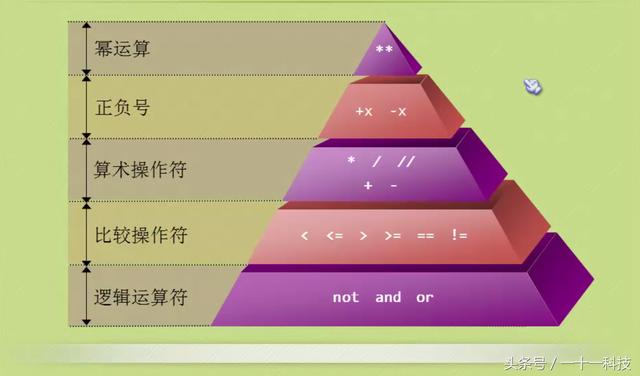 幂运算
**
正负号
+x -x
算术操作符
* / //
+ -
比较操作符
< <= > >= == !=
逻辑运算符
not and or
头条号 / 一十一科技